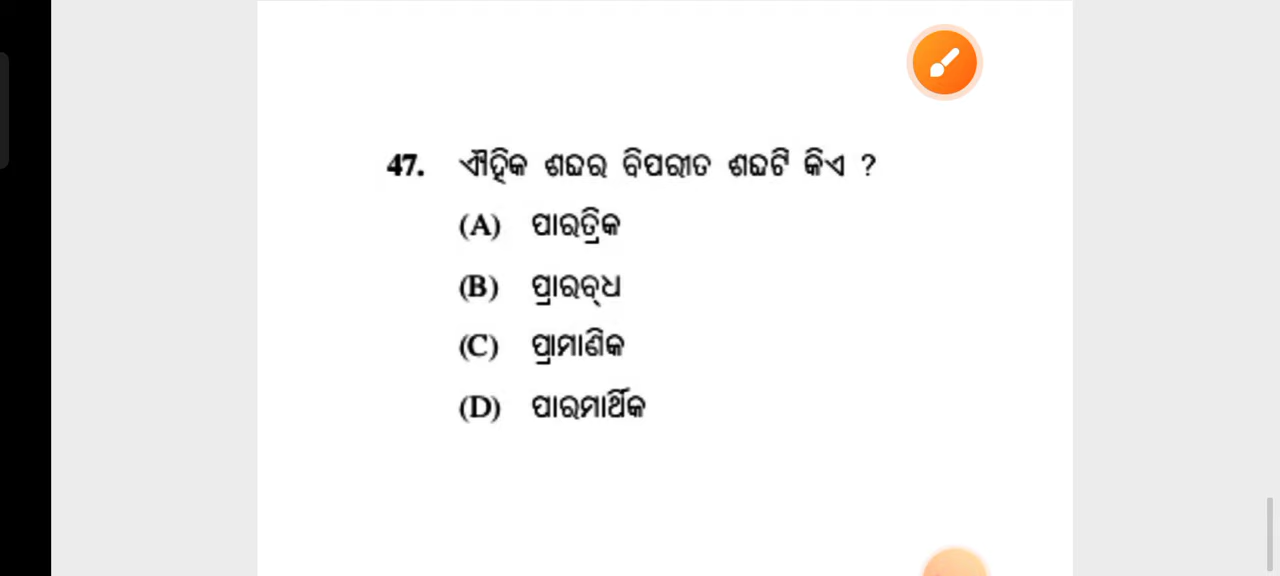 47. ଐହିକ ଶବ୍ଦର ବିପରୀତ ଶବ୍ଦଟି କିଏ ?
(A) ପାରତ୍ରିକ
(B) ପ୍ରାରବ୍‌ଧ
(C) ପ୍ରାମାଣିକ
(D) ପାରମାର୍ଥିକ